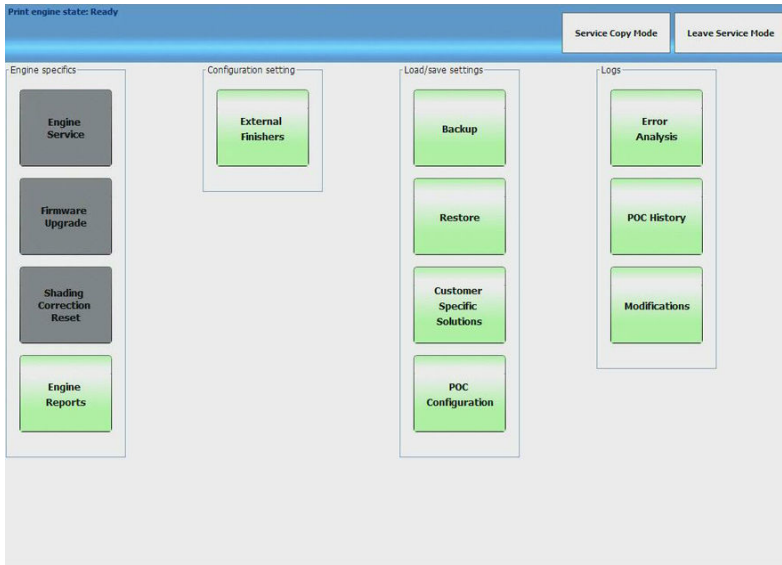 Print engine state: Ready
Service Copy Mode
Leave Service Mode
Engine specifics
Engine
Service
Firmware
Upgrade
Shading
Correction
Reset
Engine
Reports
Configuration setting
External
Finishers
Load/save settings
Backup
Restore
Customer
Specific
Solutions
POC
Configuration
Logs
Error
Analysis
POC History
Modifications